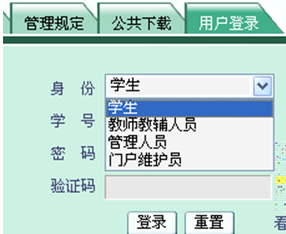 管理规定 公共下载 用户登录
身 份 学生
学生
学 号 教师教辅人员
管理人员
密 码 门户维护员
验证码
登录 重置 看